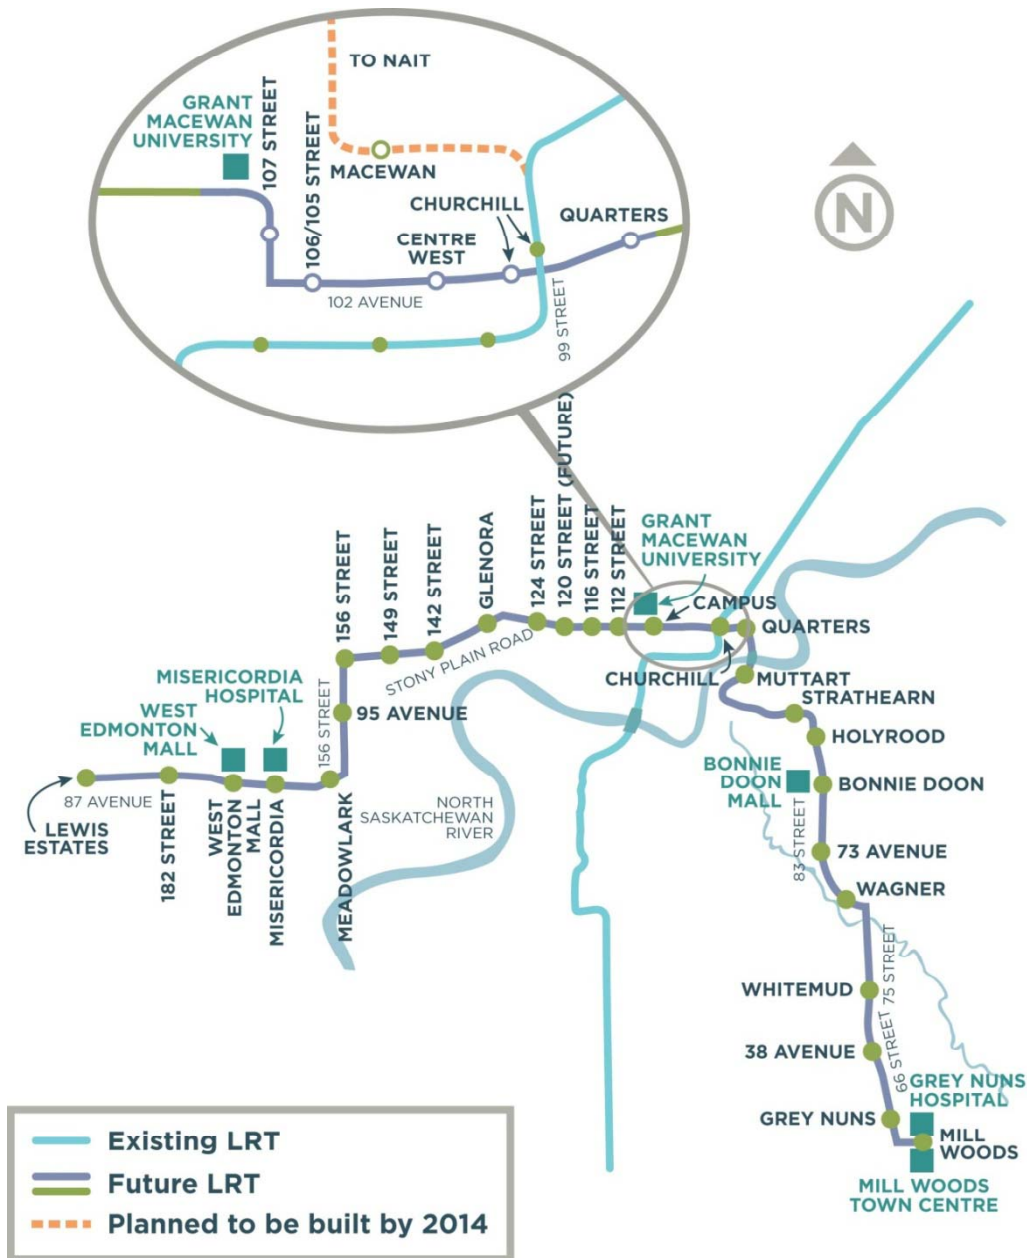 TO NAIT
GRANT
MACEWAN
UNIVERSITY
107 STREET
106/105 STREET
MACEWAN
CHURCHILL
QUARTERS
CENTRE
WEST
102 AVENUE
99 STREET
N
156 STREET
149 STREET
142 STREET
GLENORA
124 STREET
120 STREET (FUTURE)
116 STREET
112 STREET
GRANT
MACEWAN
UNIVERSITY
CAMPUS
QUARTERS
STONY PLAIN ROAD
CHURCHILL
MUTTART
STRATHEARN
MISERICORDIA
HOSPITAL
WEST
EDMONTON
MALL
156 STREET
95 AVENUE
HOLYROOD
BONNIE
DOON
MALL
BONNIE DOON
87 AVENUE
LEWIS
ESTATES
182 STREET
WEST
EDMONTON
MALL
MISERICORDIA
MEADOWLARK
NORTH
SASKATCHEWAN
RIVER
83 STREET
73 AVENUE
WAGNER
75 STREET
WHITEMUD
38 AVENUE
66 STREET
GREY NUNS
HOSPITAL
GREY NUNS
MILL
WOODS
MILL WOODS
TOWN CENTRE
Existing LRT
Future LRT
Planned to be built by 2014